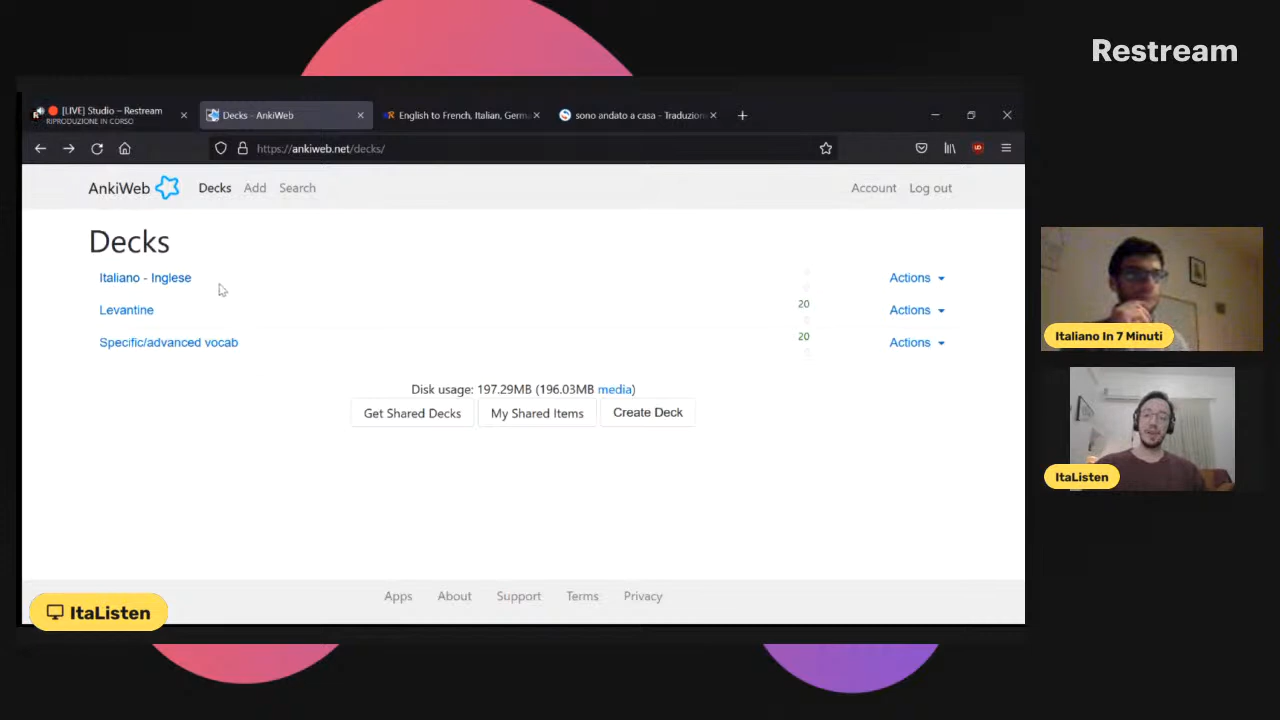 Restream
[LIVE] Studio – Restream
RIPRODUZIONE IN CORSO
Decks - AnkiWeb
English to French, Italian, Germa
sono andato a casa - Traduzion
https://ankiweb.net/decks/
AnkiWeb Decks Add Search Account Log out
Decks
Italiano - Inglese Actions
Levantine 20 Actions
Specific/advanced vocab 20 Actions
Disk usage: 197.29MB (196.03MB media)
Get Shared Decks My Shared Items Create Deck
Apps About Support Terms Privacy
ItaListen
Italiano In 7 Minuti
ItaListen